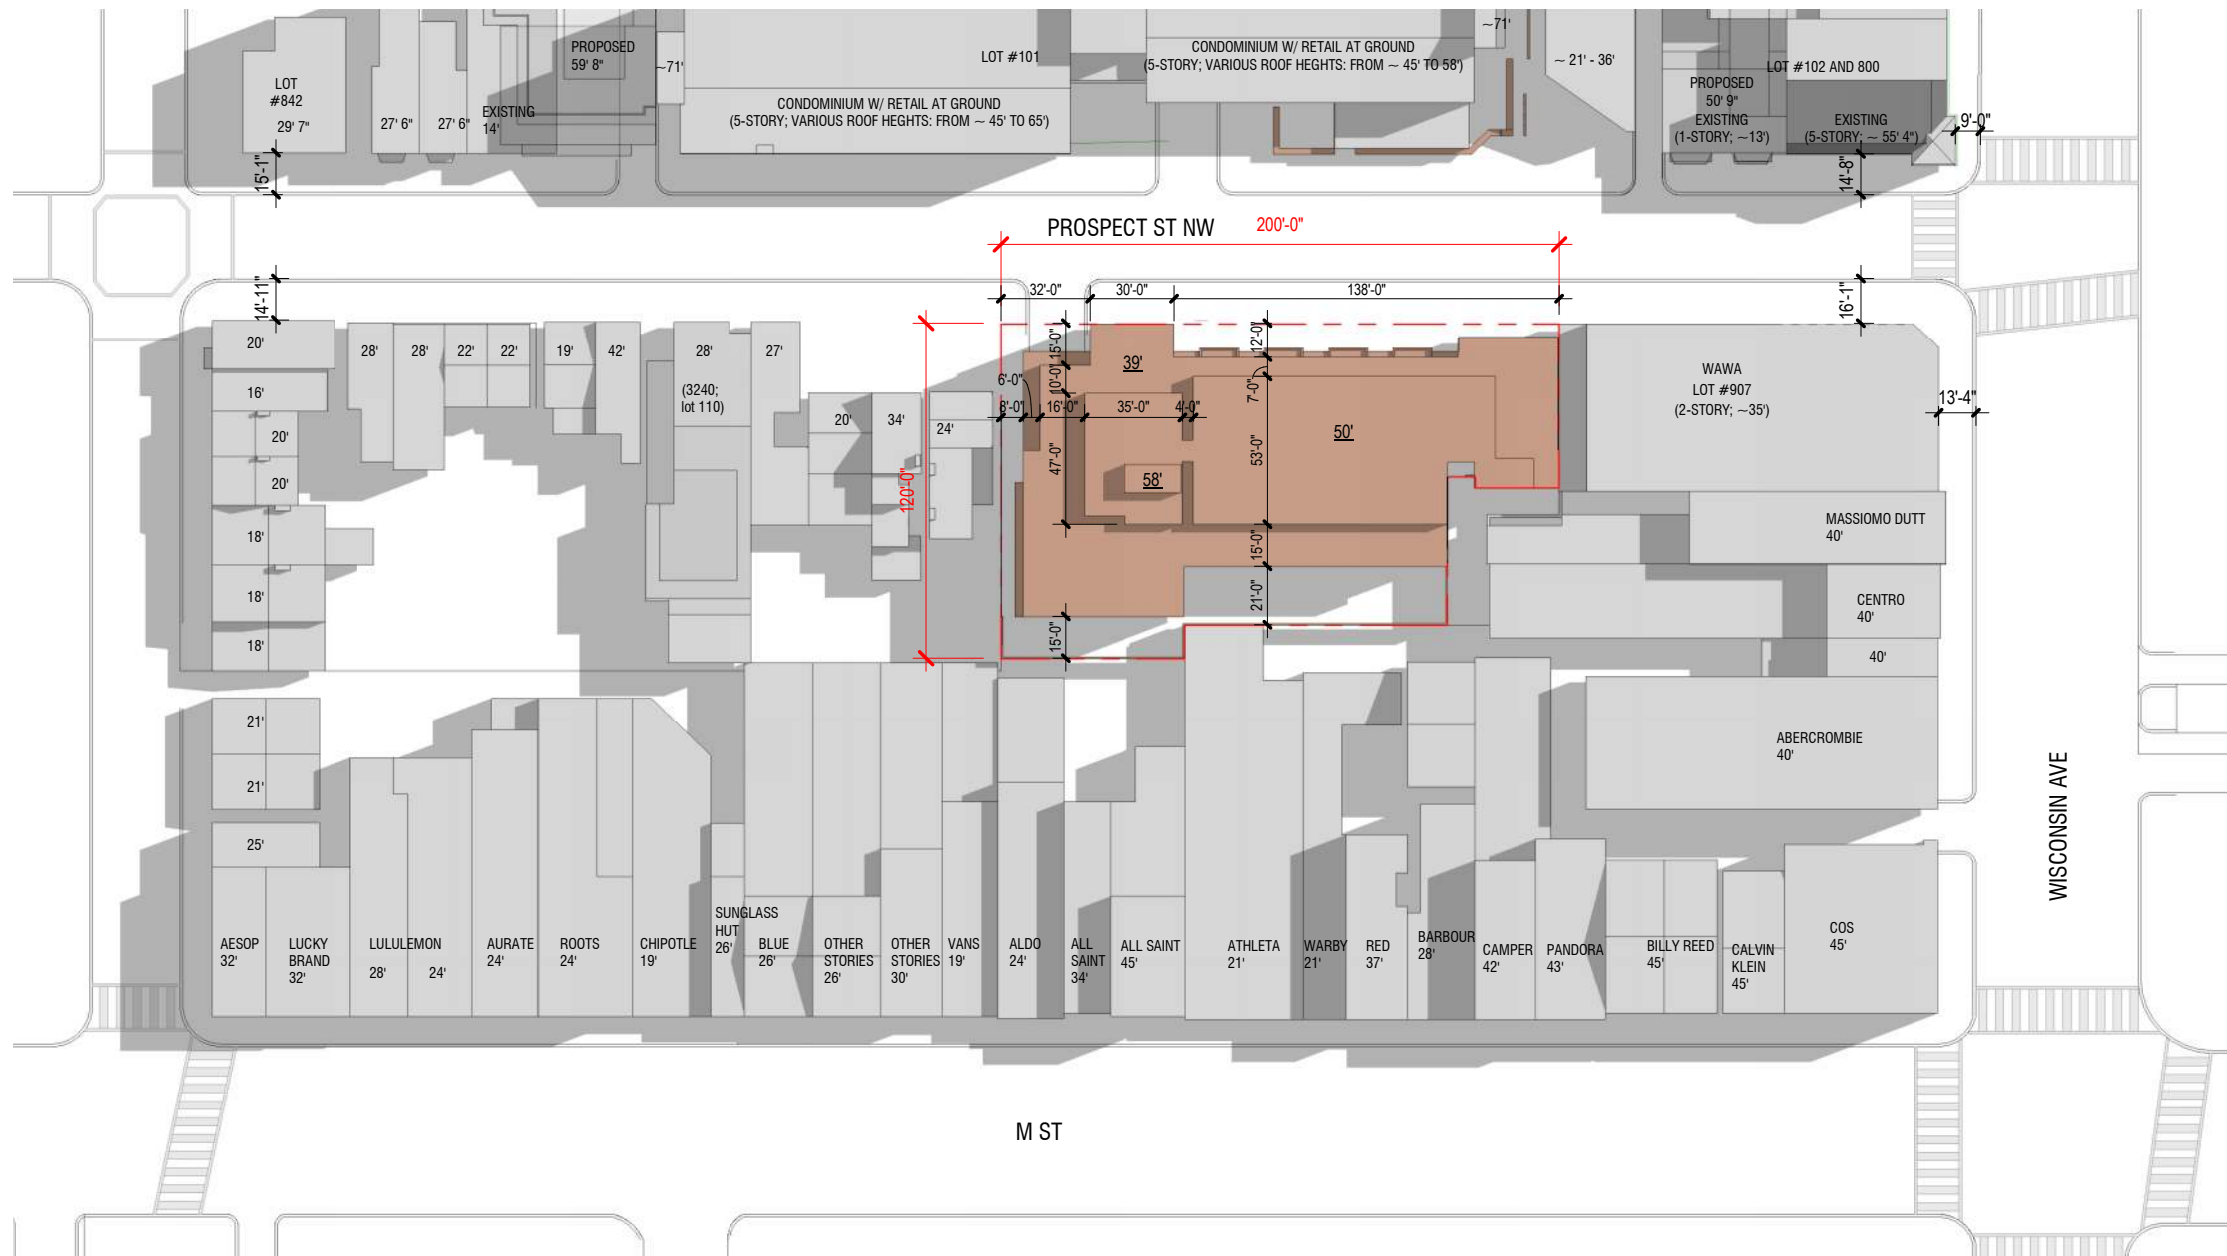 PROPOSED
59' 8"
~71'
LOT #101
CONDOMINIUM W/ RETAIL AT GROUND
(5-STORY; VARIOUS ROOF HEGHTS: FROM ~ 45' TO 58')
~71'
~ 21' - 36'
LOT #102 AND 800
LOT
#842
29' 7"
27' 6"
27' 6"
EXISTING
14'
CONDOMINIUM W/ RETAIL AT GROUND
(5-STORY; VARIOUS ROOF HEGHTS: FROM ~ 45' TO 65')
PROPOSED
50' 9"
EXISTING
(1-STORY; ~13')
EXISTING
(5-STORY; ~ 55' 4")
9'-0"
15'-1"
14'-8"
PROSPECT ST NW
200'-0"
14'-11"
32'-0"
30'-0"
138'-0"
16'-1"
20'
28'
28'
22'
22'
19'
42'
28'
27'
15'-0"
12'-0"
39'
WAWA
LOT #907
(2-STORY; ~35')
16'
(3240;
lot 110)
6'-0"
10'-0"
7'-0"
13'-4"
8'-0"
16'-0"
35'-0"
4'-0"
20'
34'
24'
50'
20'
47'-0"
53'-0"
20'
58'
120'-0"
18'
MASSIOMO DUTT
40'
15'-0"
18'
21'-0"
CENTRO
40'
18'
15'-0"
40'
21'
ABERCROMBIE
40'
21'
WISCONSIN AVE
25'
AESOP
32'
LUCKY
BRAND
32'
LULULEMON
28'
24'
AURATE
24'
ROOTS
24'
CHIPOTLE
19'
SUNGLASS
HUT
26'
BLUE
26'
OTHER
STORIES
26'
OTHER
STORIES
30'
VANS
19'
ALDO
24'
ALL
SAINT
34'
ALL SAINT
45'
ATHLETA
21'
WARBY
21'
RED
37'
BARBOUR
28'
CAMPER
42'
PANDORA
43'
BILLY REED
45'
CALVIN
KLEIN
45'
COS
45'
M ST